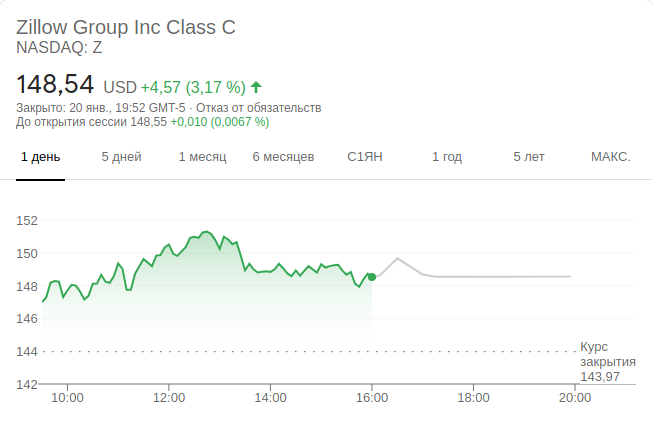 Zillow Group Inc Class C
NASDAQ: Z
148,54 USD +4,57 (3,17 %)
Закрыто: 20 янв., 19:52 GMT-5 · Отказ от обязательств
До открытия сессии 148,55 +0,010 (0,0067 %)
1 день 5 дней 1 месяц 6 месяцев С1ЯН 1 год 5 лет МАКС.
152
150
148
146
144
Курс
закрытия
143,97
142
10:00 12:00 14:00 16:00 18:00 20:00